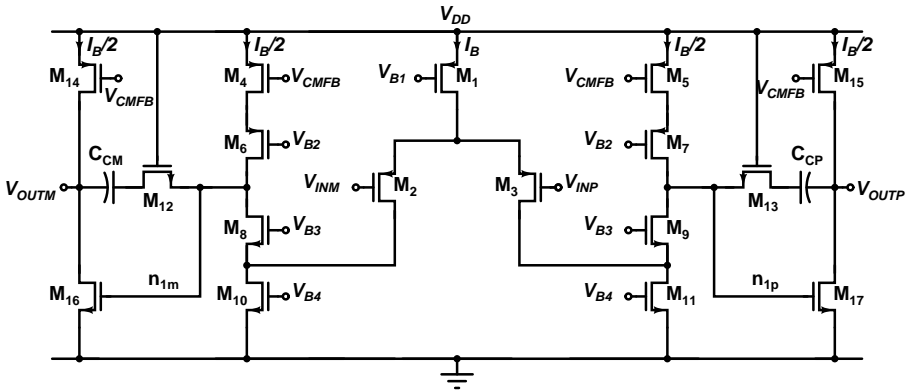 V_DD
I_B/2 I_B/2 I_B I_B/2 I_B/2
M_14 V_CMFB M_4 V_CMFB V_B1 M_1 V_CMFB M_5 V_CMFB M_15
M_6 V_B2 V_B2 M_7
C_CM C_CP
V_OUTM M_12 V_INM M_2 M_3 V_INP M_13 V_OUTP
M_8 V_B3 V_B3 M_9
n_1m n_1p
M_16 M_10 V_B4 V_B4 M_11 M_17